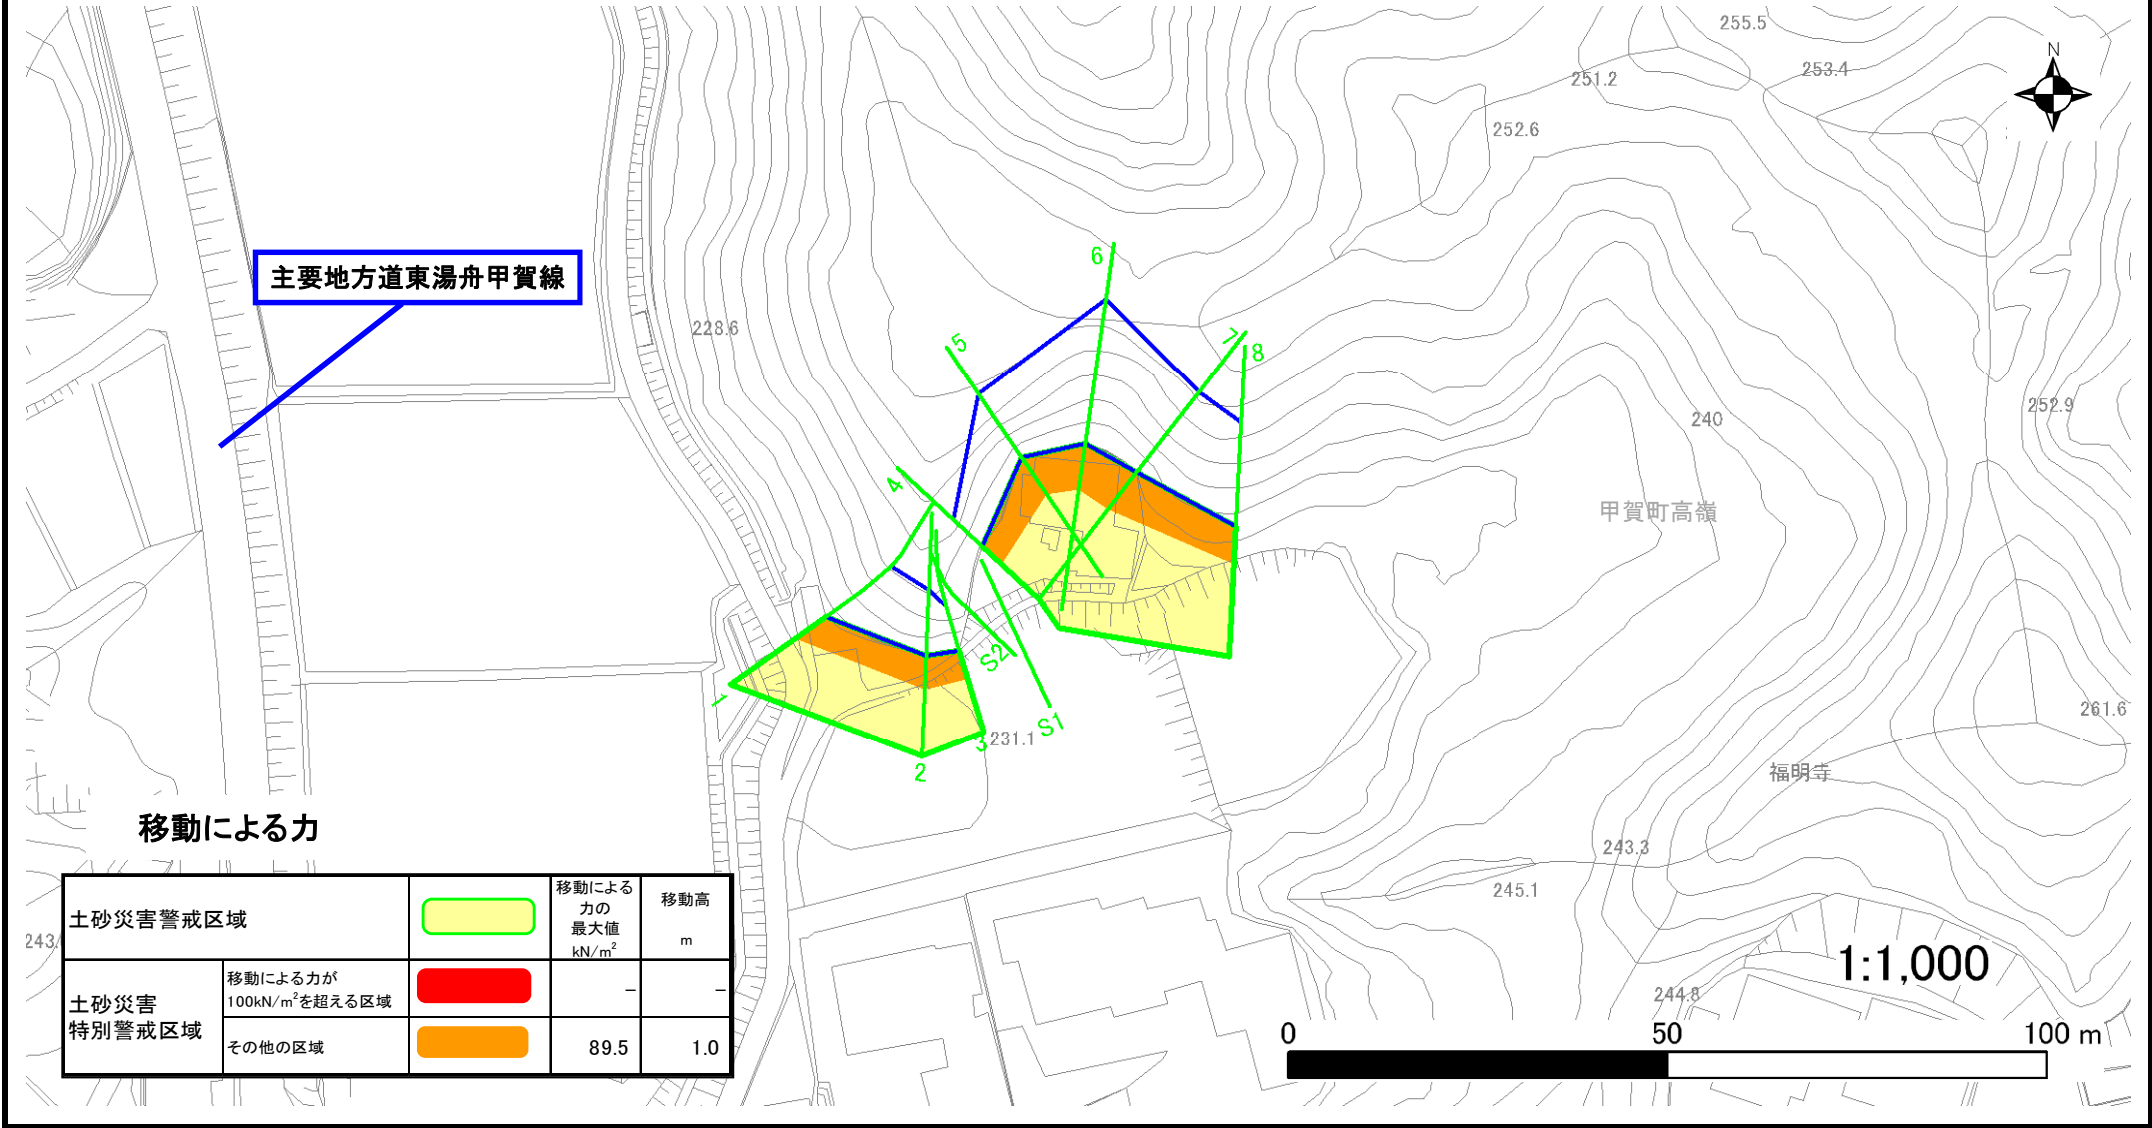 255.5
N
253.4
251.2
252.6
主要地方道東湯舟甲賀線
6
228.6
5
7
8
240
252.9
4
甲賀町高嶺
S2
1
S1
3
231.1
261.6
2
福明寺
移動による力
243.3
245.1
土砂災害警戒区域
移動による
力の
最大値
kN/m²
移動高
m
243.
1:1,000
土砂災害
特別警戒区域
移動による力が
100kN/m²を超える区域
－
－
244.8
その他の区域
89.5
1.0
0
50
100 m